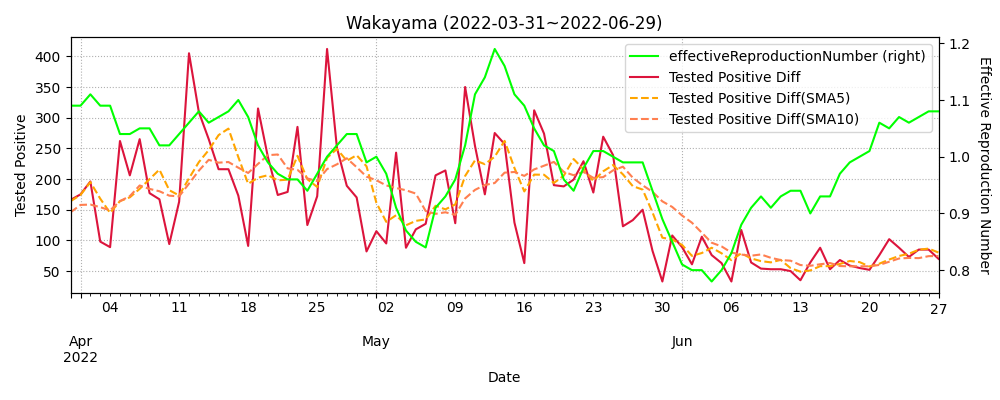 Wakayama (2022-03-31~2022-06-29)
effectiveReproductionNumber (right)
Tested Positive Diff
Tested Positive Diff(SMA5)
Tested Positive Diff(SMA10)
Tested Positive
400
350
300
250
200
150
100
50
1.2
1.1
1.0
0.9
0.8
Effective Reproduction Number
04 11 18 25 02 09 16 23 30 06 13 20 27
Apr May Jun
2022
Date